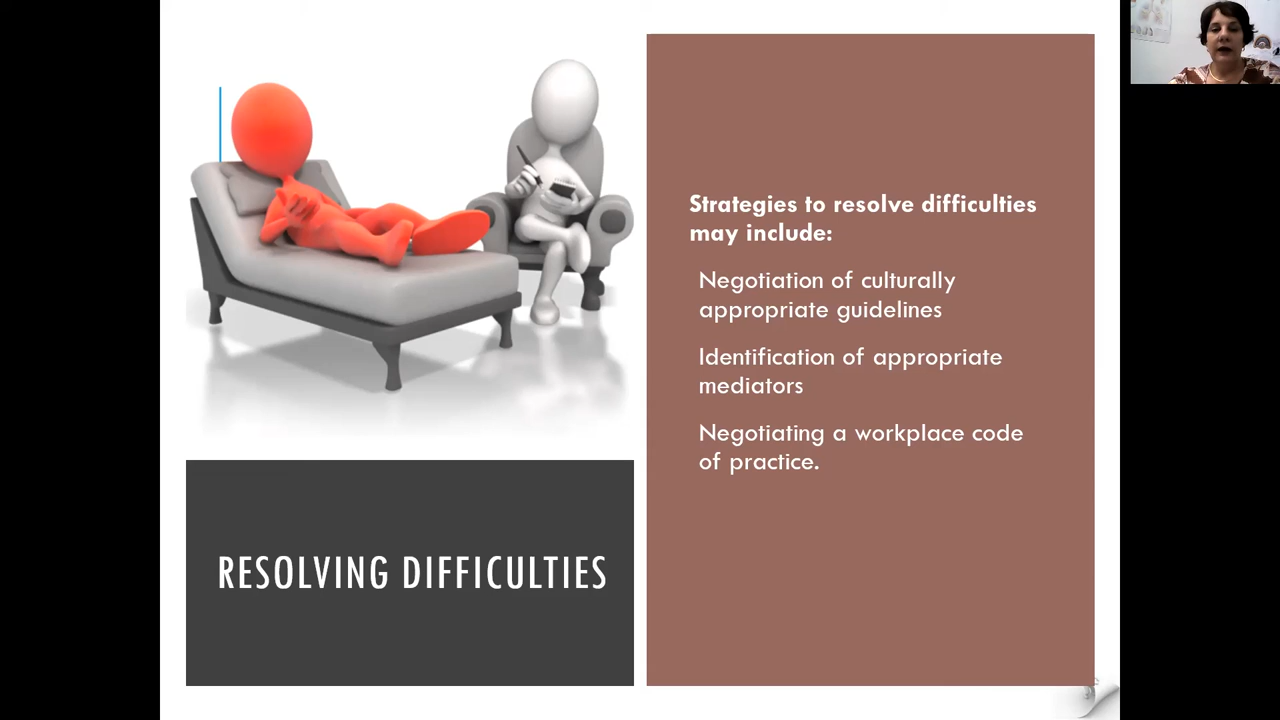 Strategies to resolve difficulties
may include:
Negotiation of culturally
appropriate guidelines
Identification of appropriate
mediators
Negotiating a workplace code
of practice.
RESOLVING DIFFICULTIES